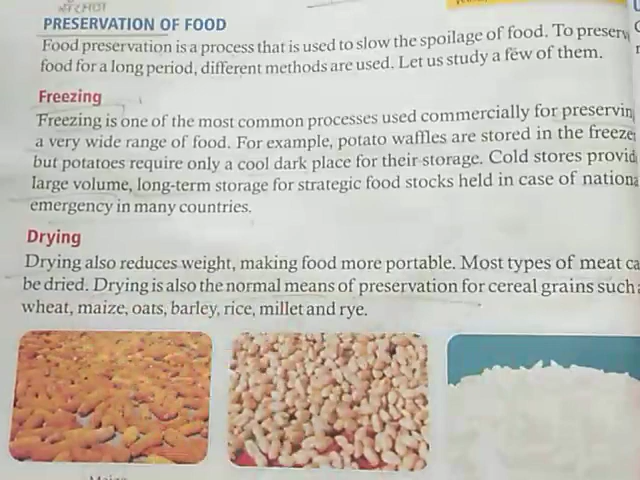 PRESERVATION OF FOOD
Food preservation is a process that is used to slow the spoilage of food. To preserv
food for a long period, different methods are used. Let us study a few of them.
Freezing
Freezing is one of the most common processes used commercially for preservin
a very wide range of food. For example, potato waffles are stored in the freeze
but potatoes require only a cool dark place for their storage. Cold stores provid
large volume, long-term storage for strategic food stocks held in case of nationa
emergency in many countries.
Drying
Drying also reduces weight, making food more portable. Most types of meat ca
be dried. Drying is also the normal means of preservation for cereal grains such
wheat, maize, oats, barley, rice, millet and rye.